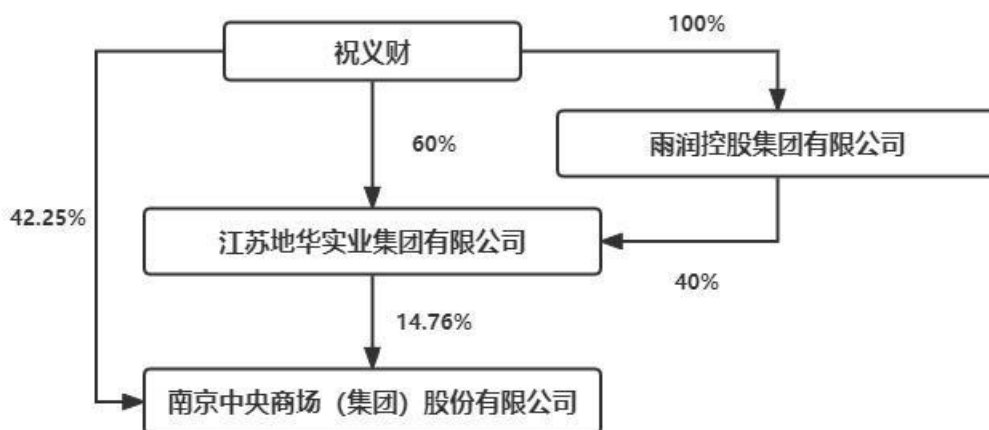 祝义财
100%
雨润控股集团有限公司
60%
42.25%
江苏地华实业集团有限公司
40%
14.76%
南京中央商场（集团）股份有限公司